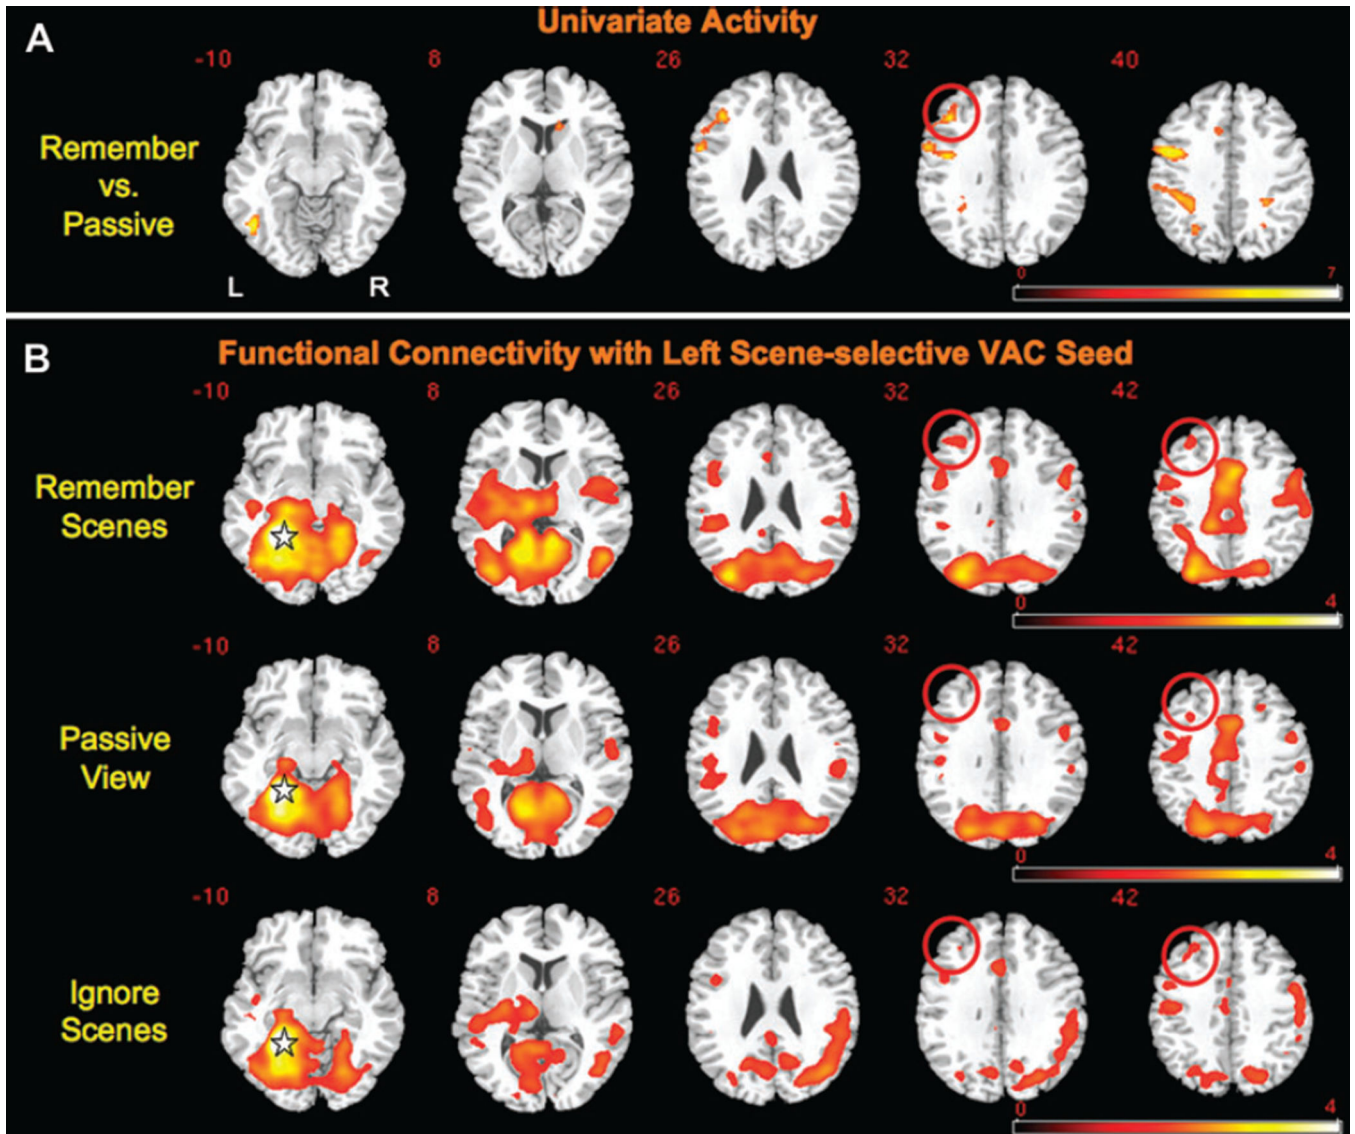 A
Univariate Activity
-10 8 26 32 40
Remember
vs.
Passive
L R
0 7
B
Functional Connectivity with Left Scene-selective VAC Seed
-10 8 26 32 42
Remember
Scenes
0 4
-10 8 26 32 42
Passive
View
0 4
-10 8 26 32 42
Ignore
Scenes
0 4